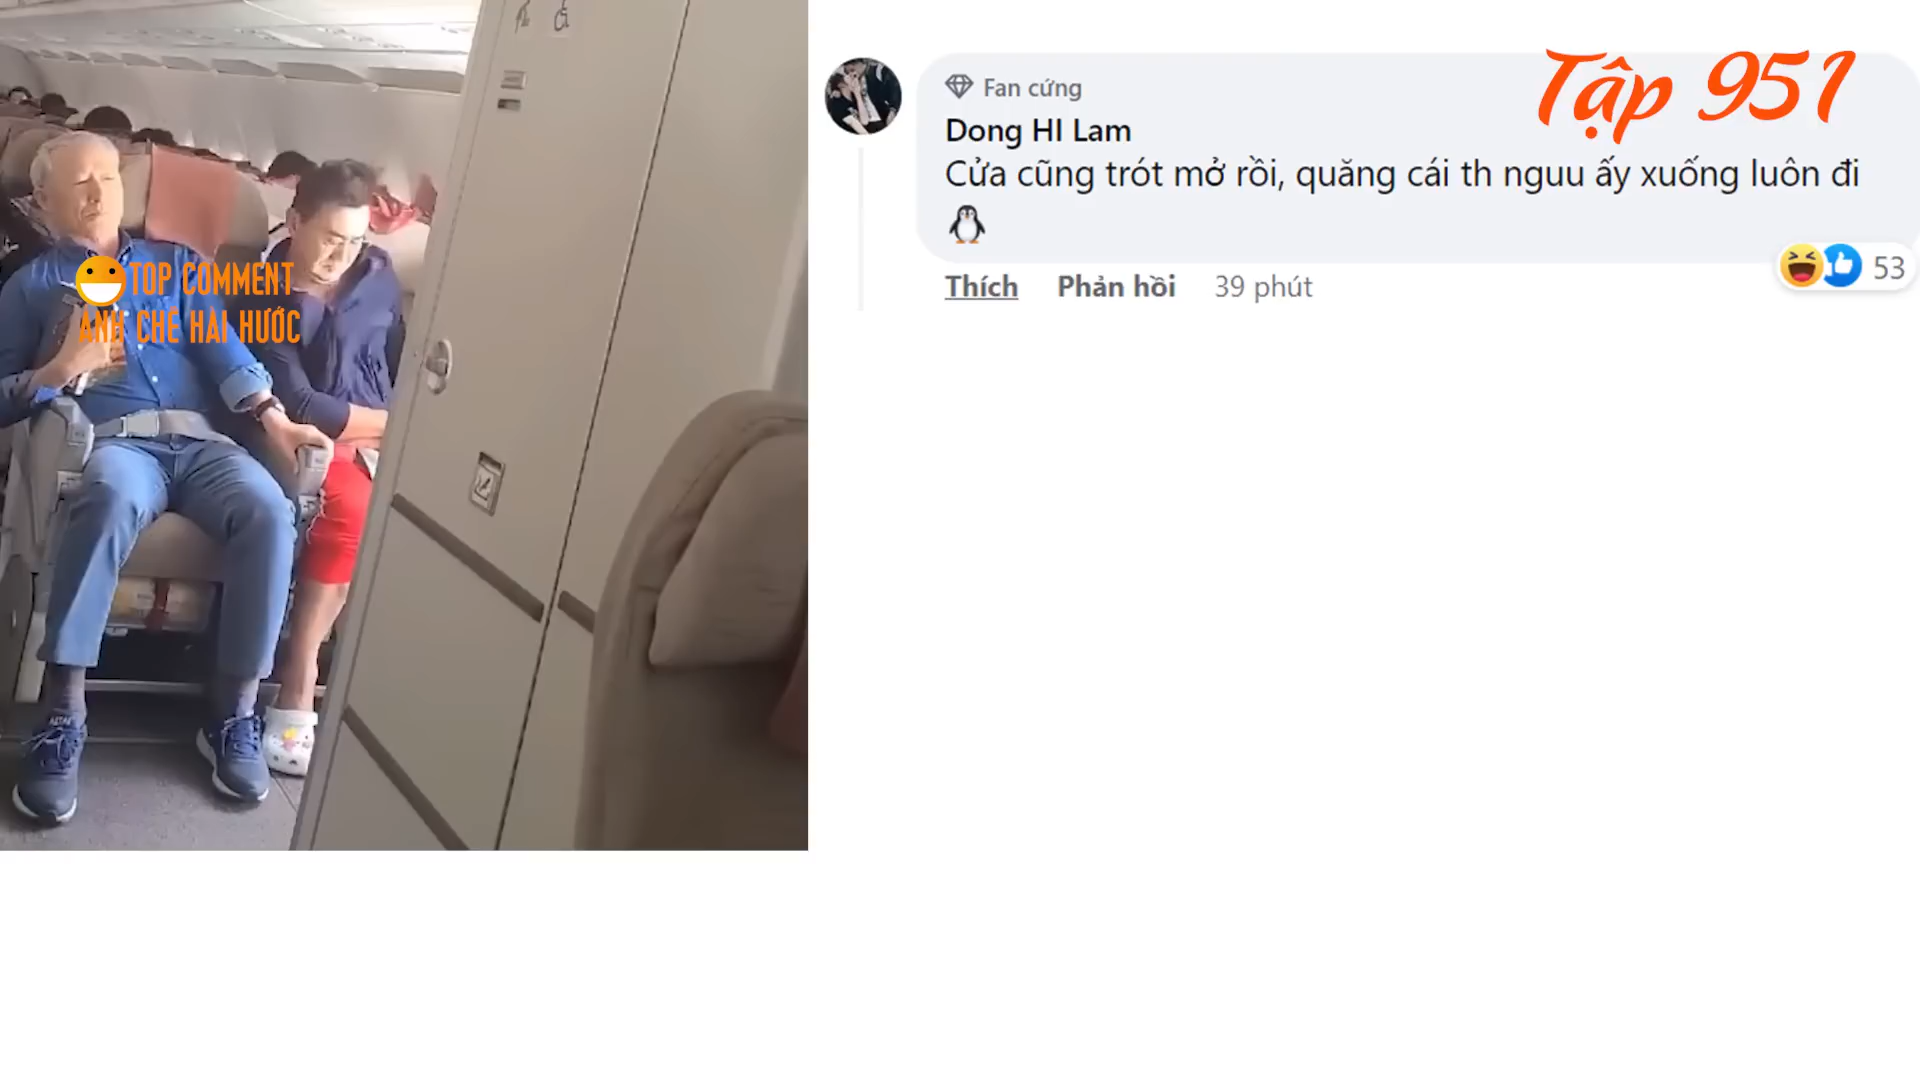 TOP COMMENT
ẢNH CHẾ HÀI HƯỚC
Tập 951
Fan cứng
Dong HI Lam
Cửa cũng trót mở rồi, quăng cái th nguu ấy xuống luôn đi
🐧
Thích Phản hồi 39 phút
53